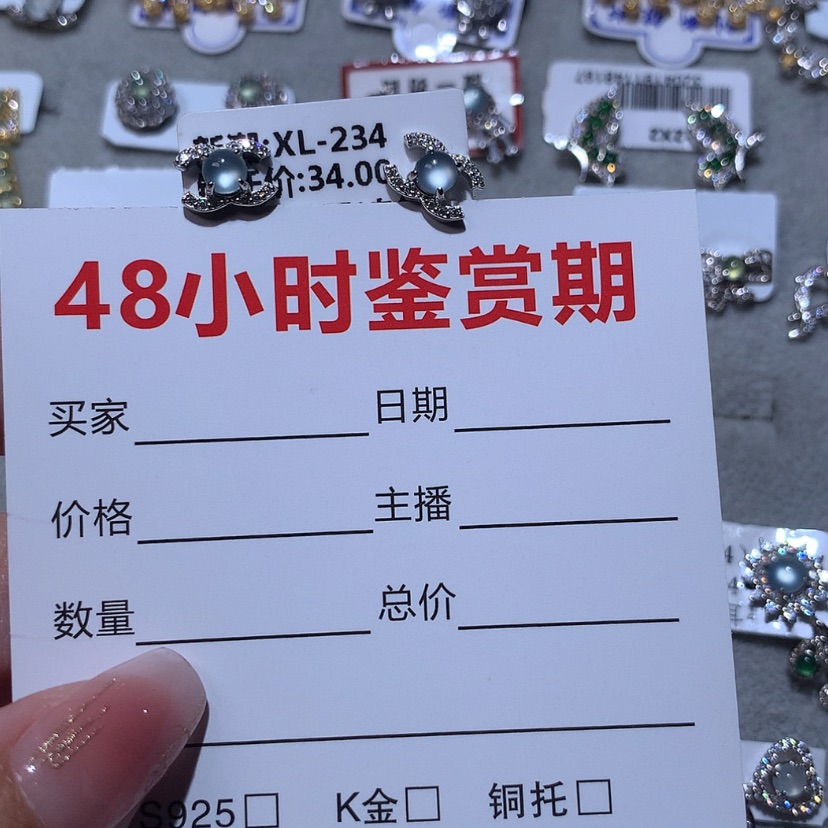 XL-234
价:34.00
48小时鉴赏期
买家 日期
价格 主播
数量 总价
S925□ K金□ 铜托□